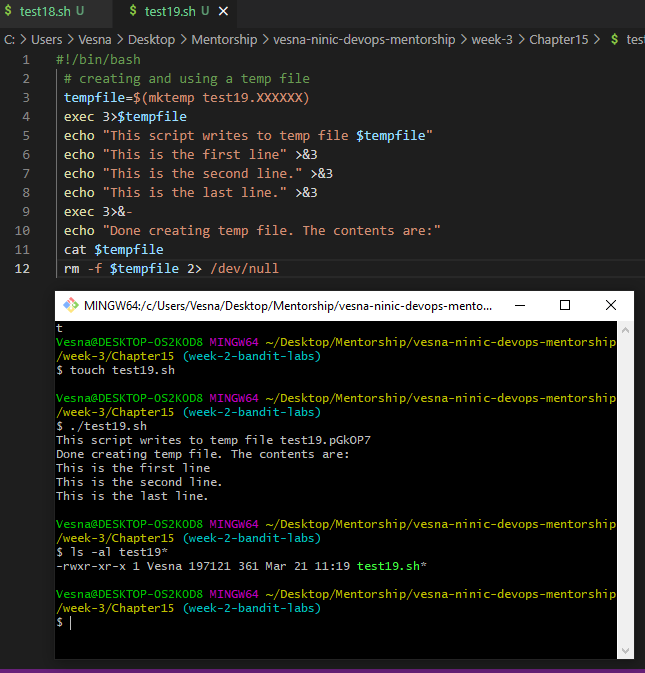 $ test18.sh U $ test19.sh U ×
C: > Users > Vesna > Desktop > Mentorship > vesna-ninic-devops-mentorship > week-3 > Chapter15 > $
1 #!/bin/bash
2 # creating and using a temp file
3 tempfile=$(mktemp test19.XXXXXX)
4 exec 3>$tempfile
5 echo "This script writes to temp file $tempfile"
6 echo "This is the first line" >&3
7 echo "This is the second line." >&3
8 echo "This is the last line." >&3
9 exec 3>&-
10 echo "Done creating temp file. The contents are:"
11 cat $tempfile
12 rm -f $tempfile 2> /dev/null
MINGW64:/c/Users/Vesna/Desktop/Mentorship/vesna-ninic-devops-mento...
t
Vesna@DESKTOP-OS2KOD8 MINGW64 ~/Desktop/Mentorship/vesna-ninic-devops-mentorship
/week-3/Chapter15 (week-2-bandit-labs)
$ touch test19.sh
Vesna@DESKTOP-OS2KOD8 MINGW64 ~/Desktop/Mentorship/vesna-ninic-devops-mentorship
/week-3/Chapter15 (week-2-bandit-labs)
$ ./test19.sh
This script writes to temp file test19.pGkOP7
Done creating temp file. The contents are:
This is the first line
This is the second line.
This is the last line.
Vesna@DESKTOP-OS2KOD8 MINGW64 ~/Desktop/Mentorship/vesna-ninic-devops-mentorship
/week-3/Chapter15 (week-2-bandit-labs)
$ ls -al test19*
-rwxr-xr-x 1 Vesna 197121 361 Mar 21 11:19 test19.sh*
Vesna@DESKTOP-OS2KOD8 MINGW64 ~/Desktop/Mentorship/vesna-ninic-devops-mentorship
/week-3/Chapter15 (week-2-bandit-labs)
$